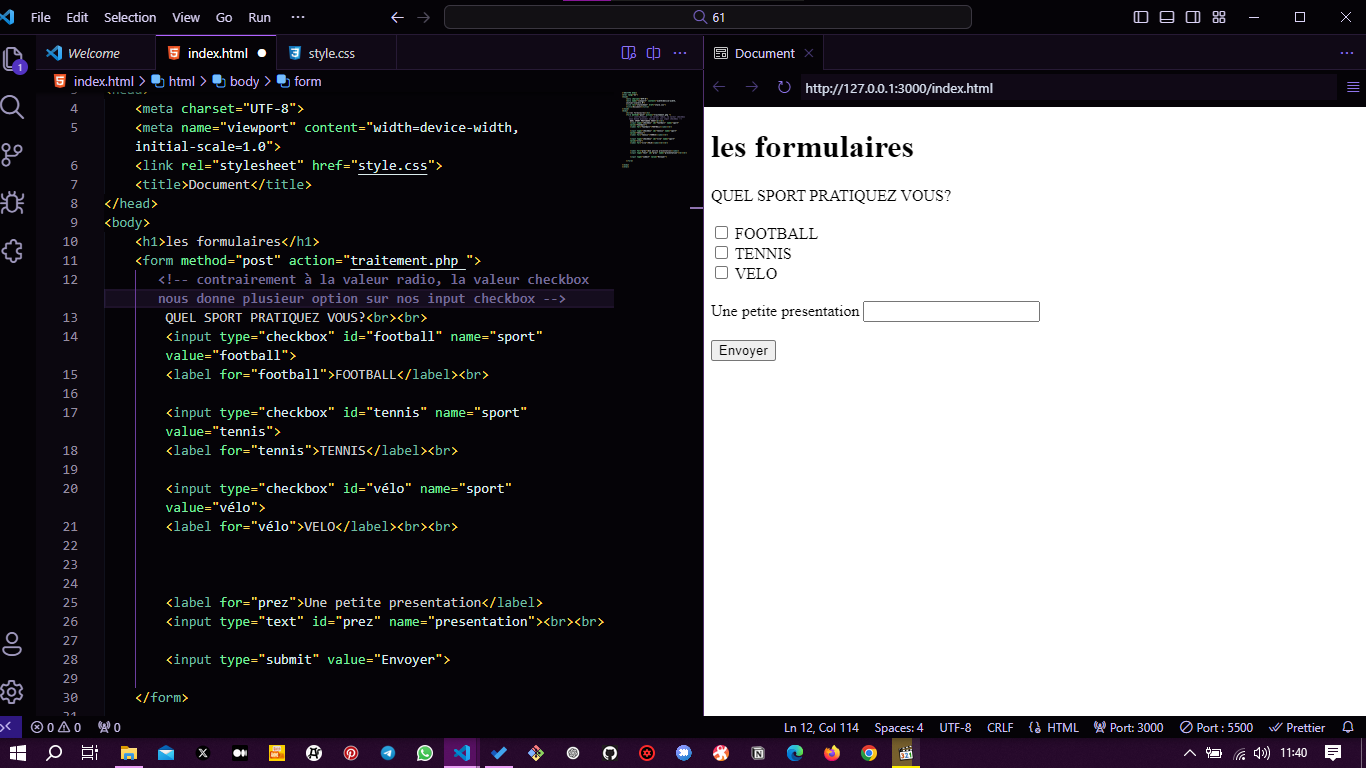 File Edit Selection View Go Run ··· 61
Welcome index.html style.css ··· Document ···
index.html > html > body > form
http://127.0.0.1:3000/index.html
1
4 <meta charset="UTF-8">
5 <meta name="viewport" content="width=device-width,
initial-scale=1.0">
6 <link rel="stylesheet" href="style.css">
7 <title>Document</title>
8 </head>
9 <body>
10 <h1>les formulaires</h1>
11 <form method="post" action="traitement.php ">
12 <!-- contrairement à la valeur radio, la valeur checkbox
nous donne plusieur option sur nos input checkbox -->
13 QUEL SPORT PRATIQUEZ VOUS?<br><br>
14 <input type="checkbox" id="football" name="sport"
value="football">
15 <label for="football">FOOTBALL</label><br>
16
17 <input type="checkbox" id="tennis" name="sport"
value="tennis">
18 <label for="tennis">TENNIS</label><br>
19
20 <input type="checkbox" id="vélo" name="sport"
value="vélo">
21 <label for="vélo">VELO</label><br><br>
22
23
24
25 <label for="prez">Une petite presentation</label>
26 <input type="text" id="prez" name="presentation"><br><br>
27
28 <input type="submit" value="Envoyer">
29
30 </form>
les formulaires
QUEL SPORT PRATIQUEZ VOUS?
FOOTBALL
TENNIS
VELO
Une petite presentation
Envoyer
0 0 0 Ln 12, Col 114 Spaces: 4 UTF-8 CRLF HTML Port: 3000 Port : 5500 Prettier
11:40